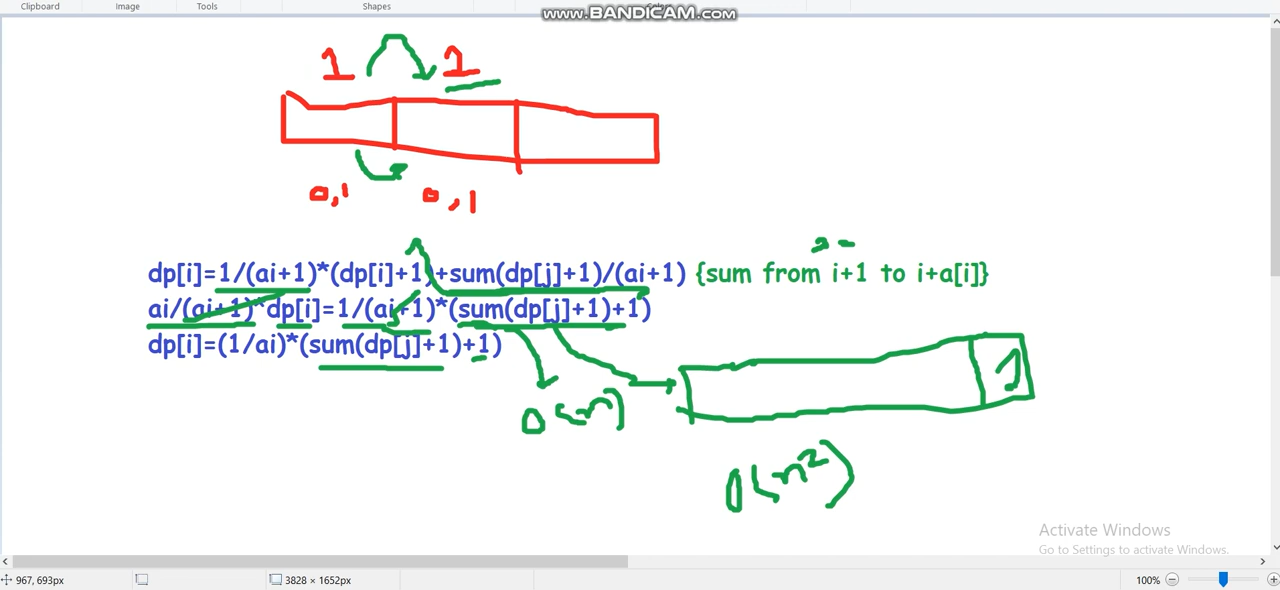 Clipboard Image Tools Shapes
www.BANDICAM.com
1 1
0,1 0,1
dp[i]=1/(ai+1)*(dp[i]+1)+sum(dp[j]+1)/(ai+1) {sum from i+1 to i+a[i]}
ai/(ai+1)*dp[i]=1/(ai+1)*(sum(dp[j]+1)+1)
dp[i]=(1/ai)*(sum(dp[j]+1)+1)
O(n)
O(n²)
Activate Windows
Go to Settings to activate Windows.
967, 693px 3828 × 1652px 100%